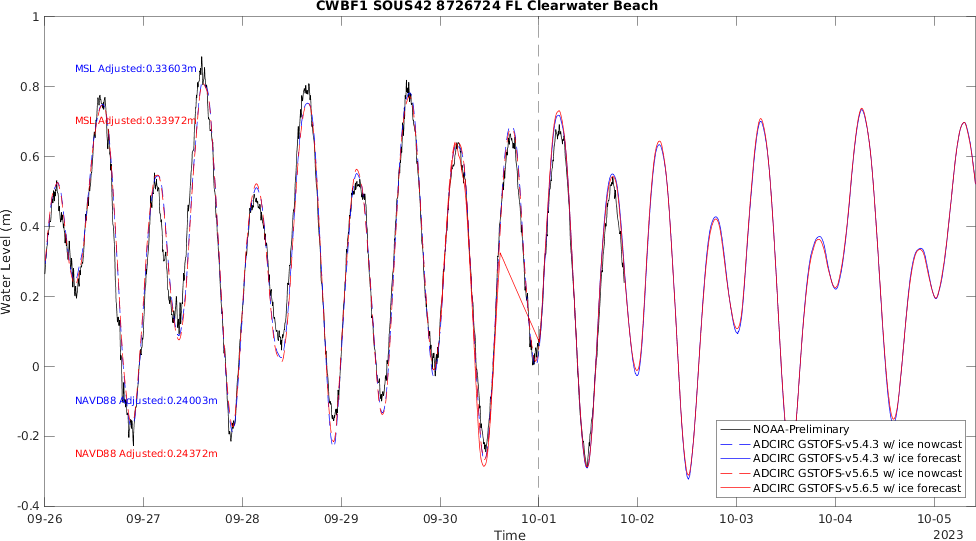 CWBF1 SOUS42 8726724 FL Clearwater Beach
1
0.8
0.6
0.4
0.2
0
-0.2
-0.4
Water Level (m)
MSL Adjusted:0.33603m
MSL Adjusted:0.33972m
NAVD88 Adjusted:0.24003m
NAVD88 Adjusted:0.24372m
NOAA-Preliminary
ADCIRC GSTOFS-v5.4.3 w/ ice nowcast
ADCIRC GSTOFS-v5.4.3 w/ ice forecast
ADCIRC GSTOFS-v5.6.5 w/ ice nowcast
ADCIRC GSTOFS-v5.6.5 w/ ice forecast
09-26 09-27 09-28 09-29 09-30 10-01 10-02 10-03 10-04 10-05
Time
2023